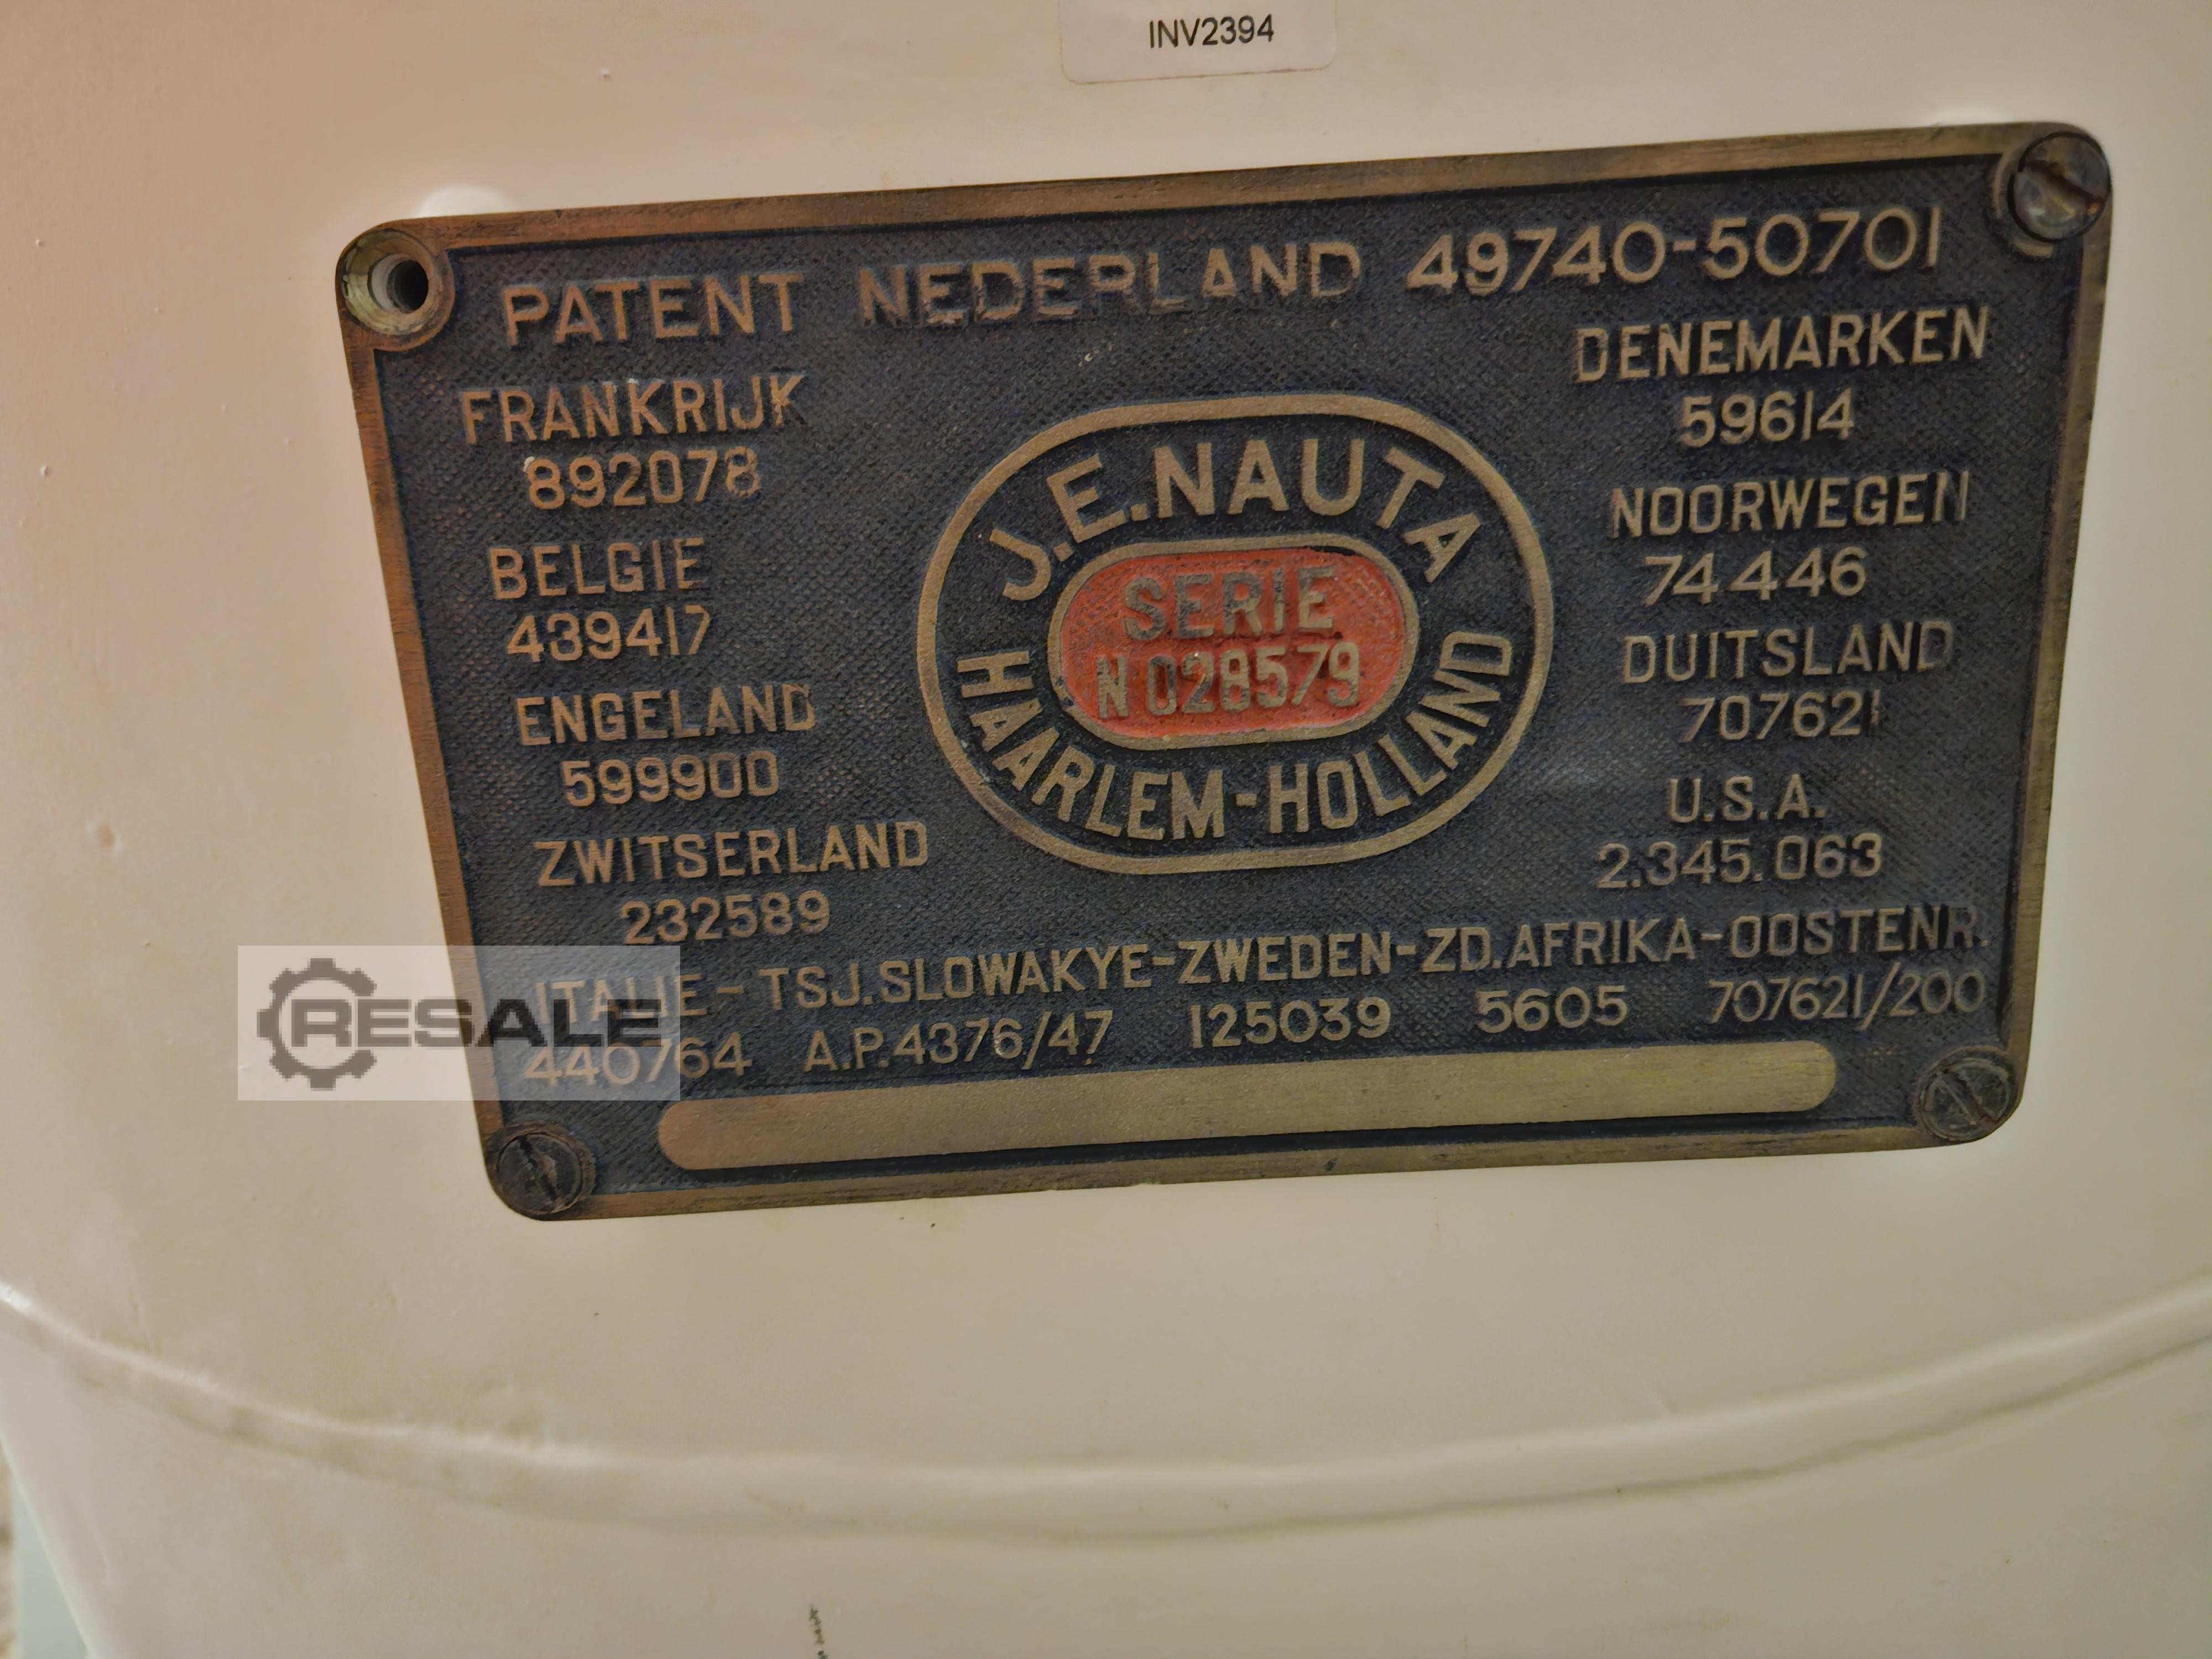 INV2394
PATENT NEDERLAND 49740-50701
FRANKRIJK
892078
BELGIE
439417
ENGELAND
599900
ZWITSERLAND
232589
J.E.NAUTA
SERIE
N 028579
HAARLEM-HOLLAND
DENEMARKEN
59614
NOORWEGEN
74446
DUITSLAND
707621
U.S.A.
2.345.063
ITALIE-TSJ.SLOWAKYE-ZWEDEN-ZD.AFRIKA-OOSTENR.
440764 A.P.4376/47 125039 5605 707621/200
RESALE